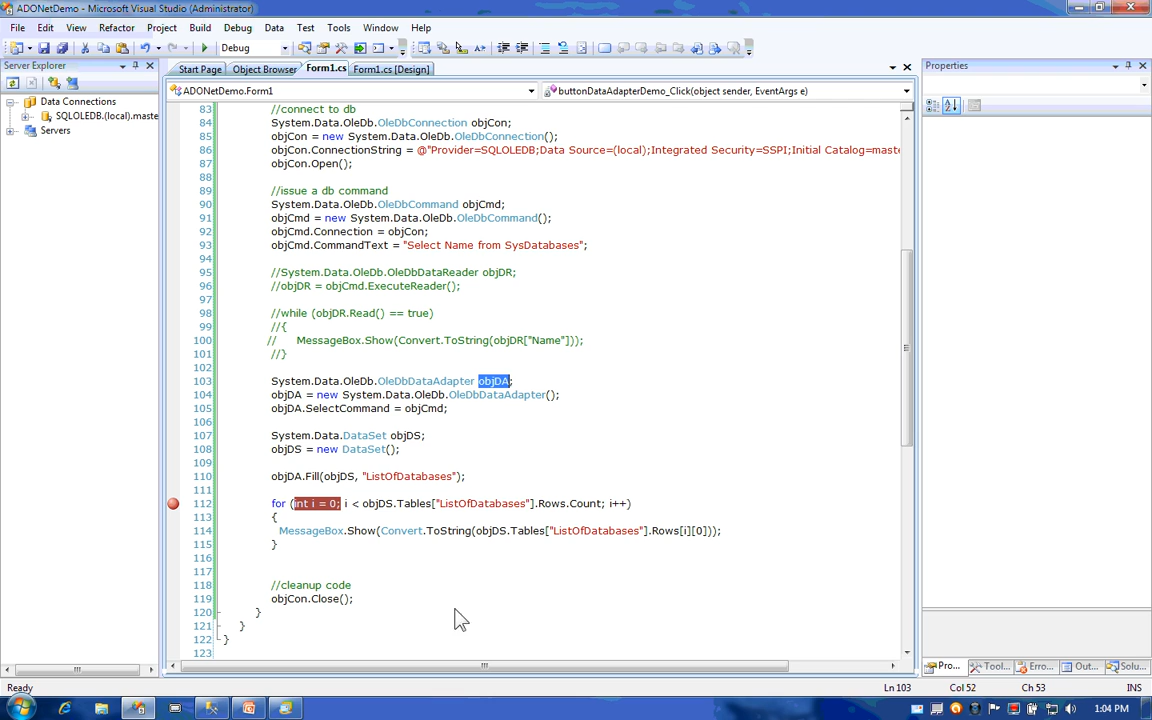 ADONetDemo - Microsoft Visual Studio (Administrator)
File Edit View Refactor Project Build Debug Data Test Tools Window Help
Debug
Server Explorer
Data Connections
SQLOLEDB.(local).maste
Servers
Start Page Object Browser Form1.cs Form1.cs [Design]
ADONetDemo.Form1 buttonDataAdapterDemo_Click(object sender, EventArgs e)
83 //connect to db
84 System.Data.OleDb.OleDbConnection objCon;
85 objCon = new System.Data.OleDb.OleDbConnection();
86 objCon.ConnectionString = @"Provider=SQLOLEDB;Data Source=(local);Integrated Security=SSPI;Initial Catalog=maste
87 objCon.Open();
88
89 //issue a db command
90 System.Data.OleDb.OleDbCommand objCmd;
91 objCmd = new System.Data.OleDb.OleDbCommand();
92 objCmd.Connection = objCon;
93 objCmd.CommandText = "Select Name from SysDatabases";
94
95 //System.Data.OleDb.OleDbDataReader objDR;
96 //objDR = objCmd.ExecuteReader();
97
98 //while (objDR.Read() == true)
99 //{
100 // MessageBox.Show(Convert.ToString(objDR["Name"]));
101 //}
102
103 System.Data.OleDb.OleDbDataAdapter objDA;
104 objDA = new System.Data.OleDb.OleDbDataAdapter();
105 objDA.SelectCommand = objCmd;
106
107 System.Data.DataSet objDS;
108 objDS = new DataSet();
109
110 objDA.Fill(objDS, "ListOfDatabases");
111
112 for (int i = 0; i < objDS.Tables["ListOfDatabases"].Rows.Count; i++)
113 {
114 MessageBox.Show(Convert.ToString(objDS.Tables["ListOfDatabases"].Rows[i][0]));
115 }
116
117
118 //cleanup code
119 objCon.Close();
120 }
121 }
122 }
123
Properties
Pro... Tool... Erro... Out... Solu...
Ready Ln 103 Col 52 Ch 53 INS
1:04 PM